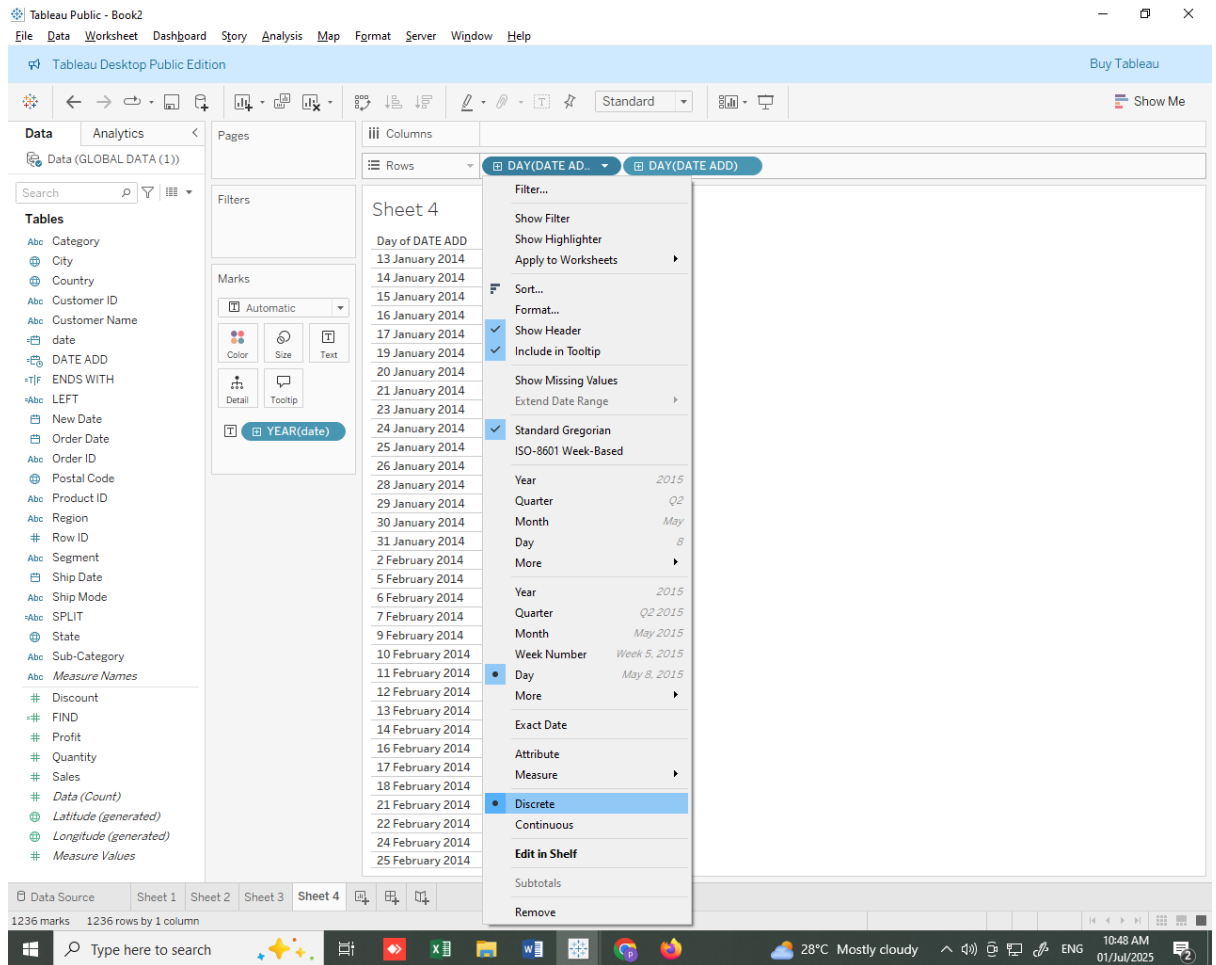 Tableau Public - Book2
File Data Worksheet Dashboard Story Analysis Map Format Server Window Help
Tableau Desktop Public Edition
Buy Tableau
Standard
Show Me
Data Analytics
Data (GLOBAL DATA (1))
Search
Tables
Abc Category
City
Country
Abc Customer ID
Abc Customer Name
date
DATE ADD
=T|F ENDS WITH
=Abc LEFT
New Date
Order Date
Abc Order ID
Postal Code
Abc Product ID
Abc Region
# Row ID
Abc Segment
Ship Date
Abc Ship Mode
=Abc SPLIT
State
Abc Sub-Category
Abc Measure Names
# Discount
=# FIND
# Profit
# Quantity
# Sales
# Data (Count)
Latitude (generated)
Longitude (generated)
# Measure Values
Pages
Filters
Marks
T Automatic
Color Size Text
Detail Tooltip
T YEAR(date)
Columns
Rows DAY(DATE AD.. DAY(DATE ADD)
Sheet 4
Day of DATE ADD
13 January 2014
14 January 2014
15 January 2014
16 January 2014
17 January 2014
19 January 2014
20 January 2014
21 January 2014
23 January 2014
24 January 2014
25 January 2014
26 January 2014
28 January 2014
29 January 2014
30 January 2014
31 January 2014
2 February 2014
5 February 2014
6 February 2014
7 February 2014
9 February 2014
10 February 2014
11 February 2014
12 February 2014
13 February 2014
14 February 2014
16 February 2014
17 February 2014
18 February 2014
21 February 2014
22 February 2014
24 February 2014
25 February 2014
Filter...
Show Filter
Show Highlighter
Apply to Worksheets
Sort...
Format...
Show Header
Include in Tooltip
Show Missing Values
Extend Date Range
Standard Gregorian
ISO-8601 Week-Based
Year 2015
Quarter Q2
Month May
Day 8
More
Year 2015
Quarter Q2 2015
Month May 2015
Week Number Week 5, 2015
Day May 8, 2015
More
Exact Date
Attribute
Measure
Discrete
Continuous
Edit in Shelf
Subtotals
Remove
Data Source Sheet 1 Sheet 2 Sheet 3 Sheet 4
1236 marks 1236 rows by 1 column
Type here to search
28°C Mostly cloudy
ENG
10:48 AM
01/Jul/2025
2